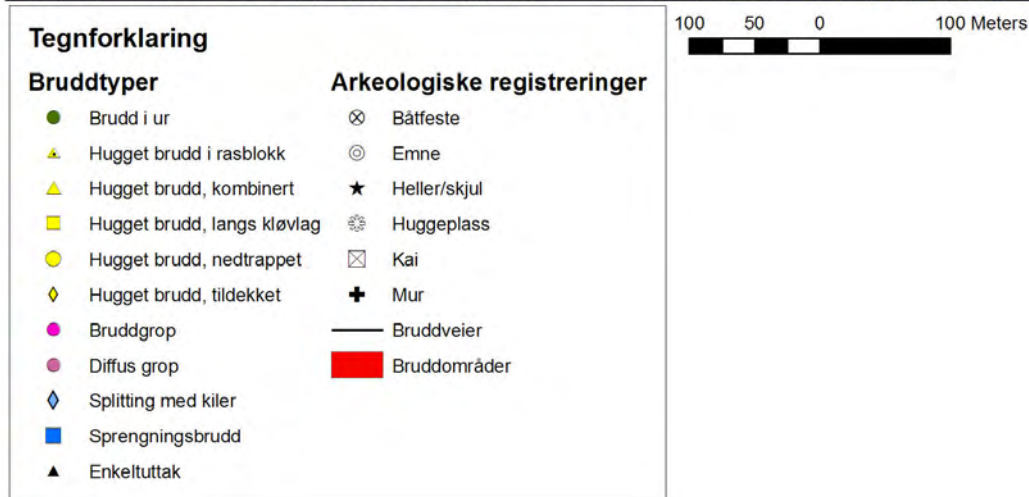 100 50 0 100 Meters
Tegnforklaring
Bruddtyper
Brudd i ur
Hugget brudd i rasblokk
Hugget brudd, kombinert
Hugget brudd, langs kløvlag
Hugget brudd, nedtrappet
Hugget brudd, tildekket
Bruddgrop
Diffus grop
Splitting med kiler
Sprengningsbrudd
Enkeltuttak
Arkeologiske registreringer
Båtfeste
Emne
Heller/skjul
Huggeplass
Kai
Mur
Bruddveier
Bruddområder